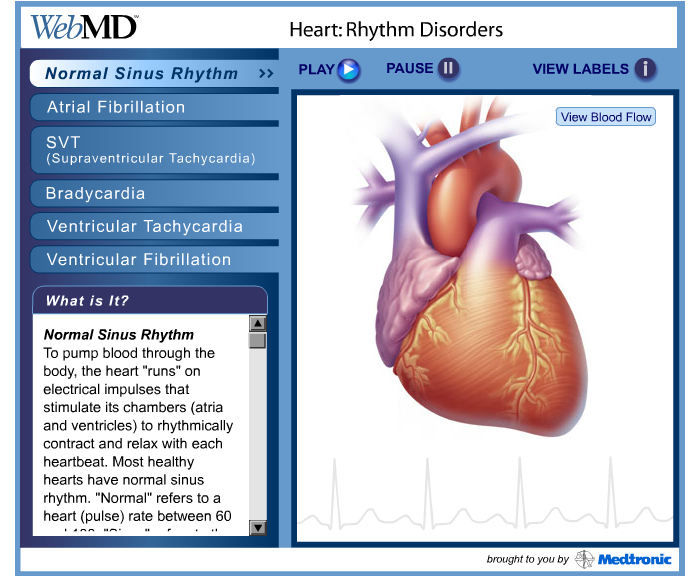 WebMD™
Heart: Rhythm Disorders
Normal Sinus Rhythm >>
Atrial Fibrillation
SVT
(Supraventricular Tachycardia)
Bradycardia
Ventricular Tachycardia
Ventricular Fibrillation
PLAY
PAUSE
VIEW LABELS i
View Blood Flow
What is It?
Normal Sinus Rhythm
To pump blood through the
body, the heart "runs" on
electrical impulses that
stimulate its chambers (atria
and ventricles) to rhythmically
contract and relax with each
heartbeat. Most healthy
hearts have normal sinus
rhythm. "Normal" refers to a
heart (pulse) rate between 60
brought to you by Medtronic